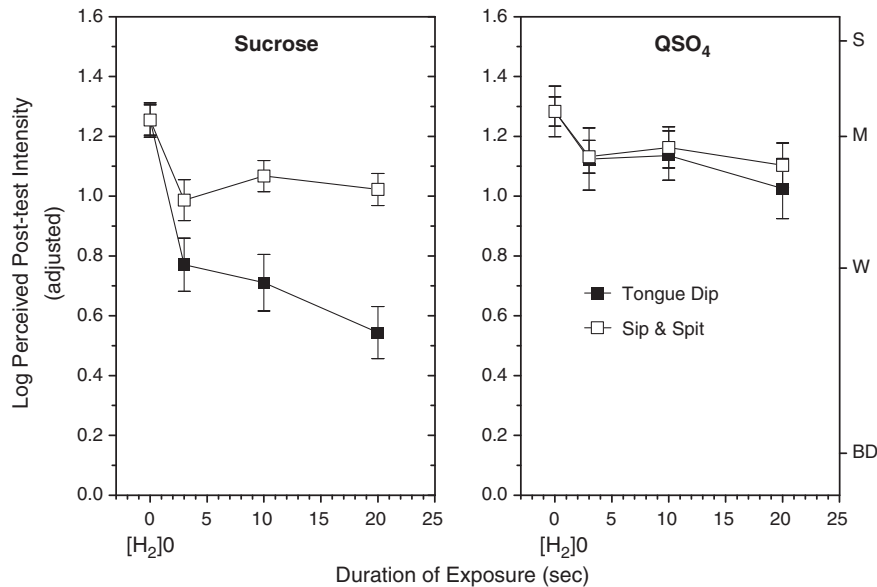 Sucrose
QSO₄
Log Perceived Post-test Intensity
(adjusted)
1.6
1.4
1.2
1.0
0.8
0.6
0.4
0.2
0.0
1.6
1.4
1.2
1.0
0.8
0.6
0.4
0.2
0.0
S
M
W
BD
Tongue Dip
Sip & Spit
0 5 10 15 20 25
[H₂]0
0 5 10 15 20 25
[H₂]0
Duration of Exposure (sec)